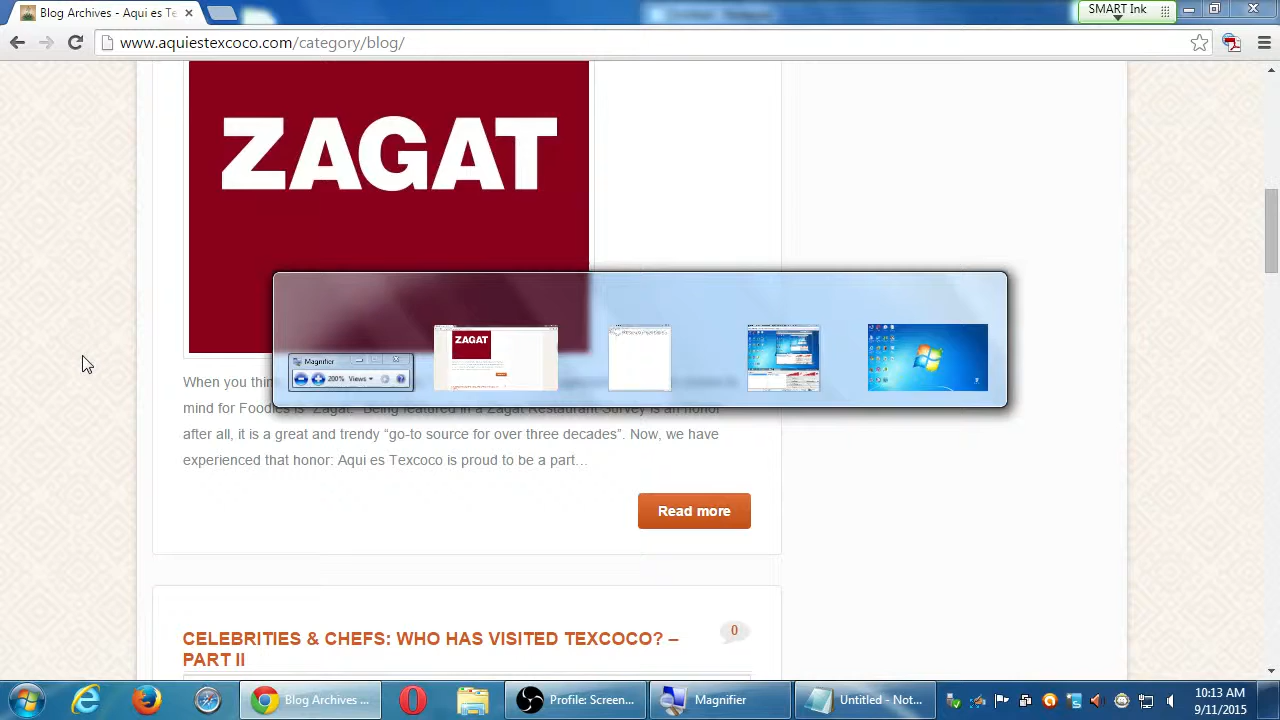 Blog Archives - Aqui es Te
SMART Ink
www.aquiestexcoco.com/category/blog/
ZAGAT
Magnifier
200% Views
ZAGAT
When you thin
mind for Foodies is "Zagat." Being featured in a Zagat Restaurant Survey is an honor
after all, it is a great and trendy “go-to source for over three decades”. Now, we have
experienced that honor: Aqui es Texcoco is proud to be a part…
Read more
CELEBRITIES & CHEFS: WHO HAS VISITED TEXCOCO? –
PART II
0
Blog Archives ...
Profile: Screen...
Magnifier
Untitled - Not...
10:13 AM
9/11/2015